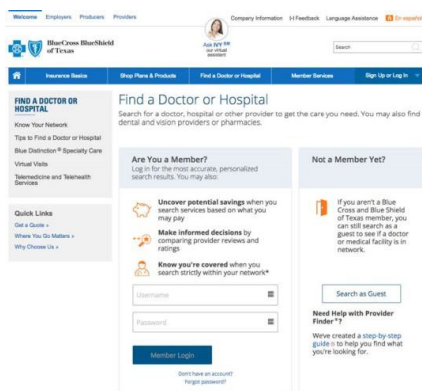 Welcome Employers Producers Providers
Company Information Feedback Language Assistance En español
BlueCross BlueShield
of Texas
Ask IVY
our virtual
assistant!
Search
Insurance Basics Shop Plans & Products Find a Doctor or Hospital Member Services Sign Up or Log In
FIND A DOCTOR OR
HOSPITAL
Know Your Network
Tips to Find a Doctor or Hospital
Blue Distinction® Specialty Care
Virtual Visits
Telemedicine and Telehealth
Services
Quick Links
Get a Quote »
Where You Go Matters »
Why Choose Us »
Find a Doctor or Hospital
Search for a doctor, hospital or other provider to get the care you need. You may also find
dental and vision providers or pharmacies.
Are You a Member?
Log in for the most accurate, personalized
search results. You may also:
Uncover potential savings when you
search services based on what you
may pay
Make informed decisions by
comparing provider reviews and
ratings
Know you're covered when you
search strictly within your network*
Username
Password
Member Login
Don't have an account?
Forgot password?
Not a Member Yet?
If you aren't a Blue
Cross and Blue Shield
of Texas member, you
can still search as a
guest to see if a doctor
or medical facility is in
network.
Search as Guest
Need Help with Provider
Finder®?
We've created a step-by-step
guide to help you find what
you're looking for.